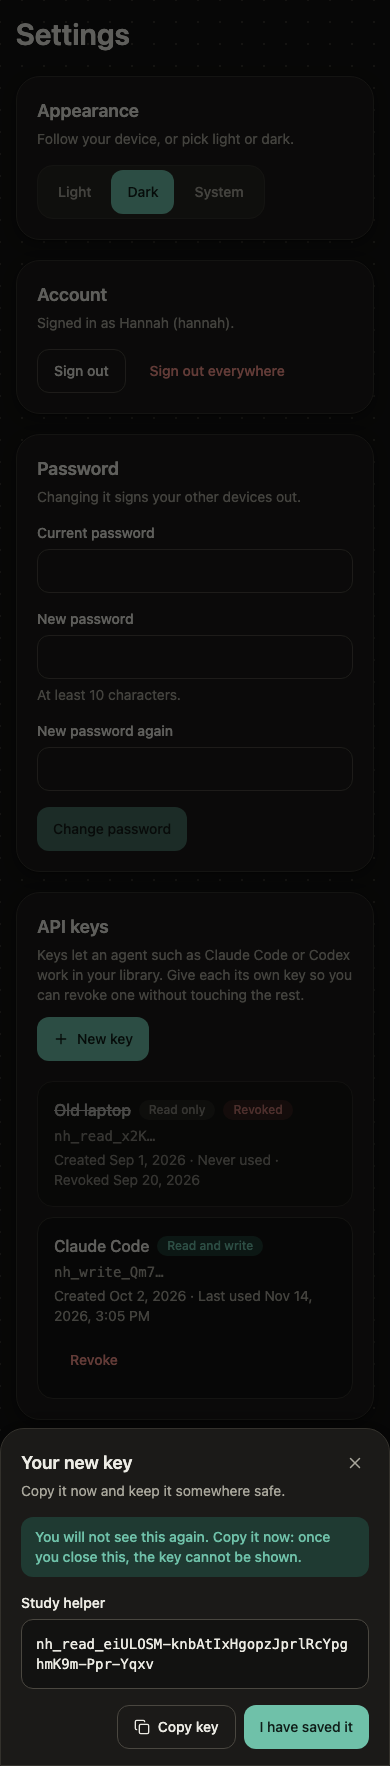 Settings
Appearance
Follow your device, or pick light or dark.
Light Dark System
Account
Signed in as Hannah (hannah).
Sign out Sign out everywhere
Password
Changing it signs your other devices out.
Current password
New password
At least 10 characters.
New password again
Change password
API keys
Keys let an agent such as Claude Code or Codex
work in your library. Give each its own key so you
can revoke one without touching the rest.
+ New key
Old laptop Read only Revoked
nh_read_x2K…
Created Sep 1, 2026 · Never used ·
Revoked Sep 20, 2026
Claude Code Read and write
nh_write_Qm7…
Created Oct 2, 2026 · Last used Nov 14,
2026, 3:05 PM
Revoke
Your new key
Copy it now and keep it somewhere safe.
You will not see this again. Copy it now: once
you close this, the key cannot be shown.
Study helper
nh_read_eiULOSM-knbAtIxHgopzJprlRcYpg
hmK9m-Ppr-Yqxv
Copy key I have saved it